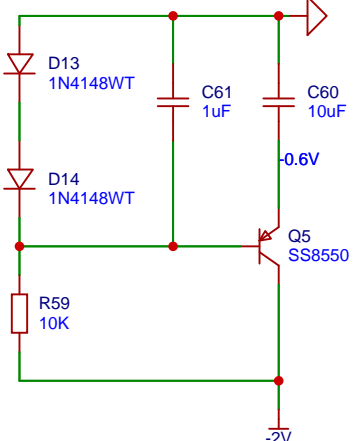 D13
1N4148WT
C61
1uF
C60
10uF
-0.6V
D14
1N4148WT
Q5
SS8550
R59
10K
-2V